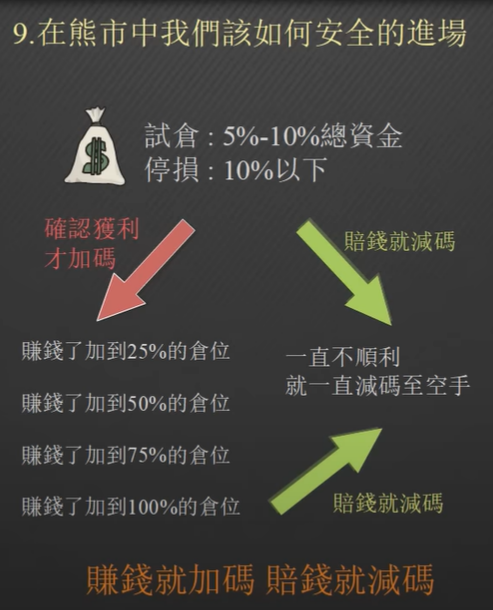 9.在熊市中我們該如何安全的進場
試倉 : 5%-10%總資金
停損 : 10%以下
確認獲利
才加碼
賠錢就減碼
賺錢了加到25%的倉位
賺錢了加到50%的倉位
賺錢了加到75%的倉位
賺錢了加到100%的倉位
一直不順利
就一直減碼至空手
賠錢就減碼
賺錢就加碼 賠錢就減碼